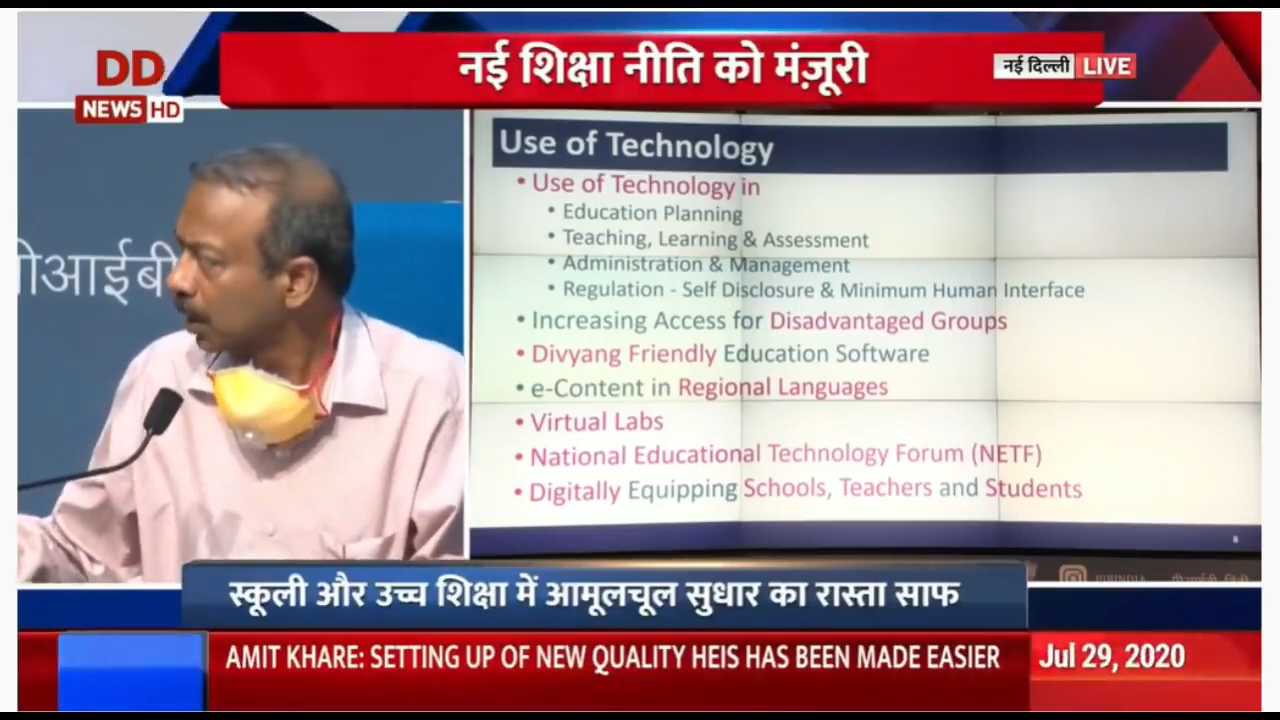 DD
NEWS HD
नई शिक्षा नीति को मंज़ूरी
नई दिल्ली LIVE
ीआईबी
Use of Technology
• Use of Technology in
• Education Planning
• Teaching, Learning & Assessment
• Administration & Management
• Regulation - Self Disclosure & Minimum Human Interface
• Increasing Access for Disadvantaged Groups
• Divyang Friendly Education Software
• e-Content in Regional Languages
• Virtual Labs
• National Educational Technology Forum (NETF)
• Digitally Equipping Schools, Teachers and Students
स्कूली और उच्च शिक्षा में आमूलचूल सुधार का रास्ता साफ
AMIT KHARE: SETTING UP OF NEW QUALITY HEIS HAS BEEN MADE EASIER
Jul 29, 2020